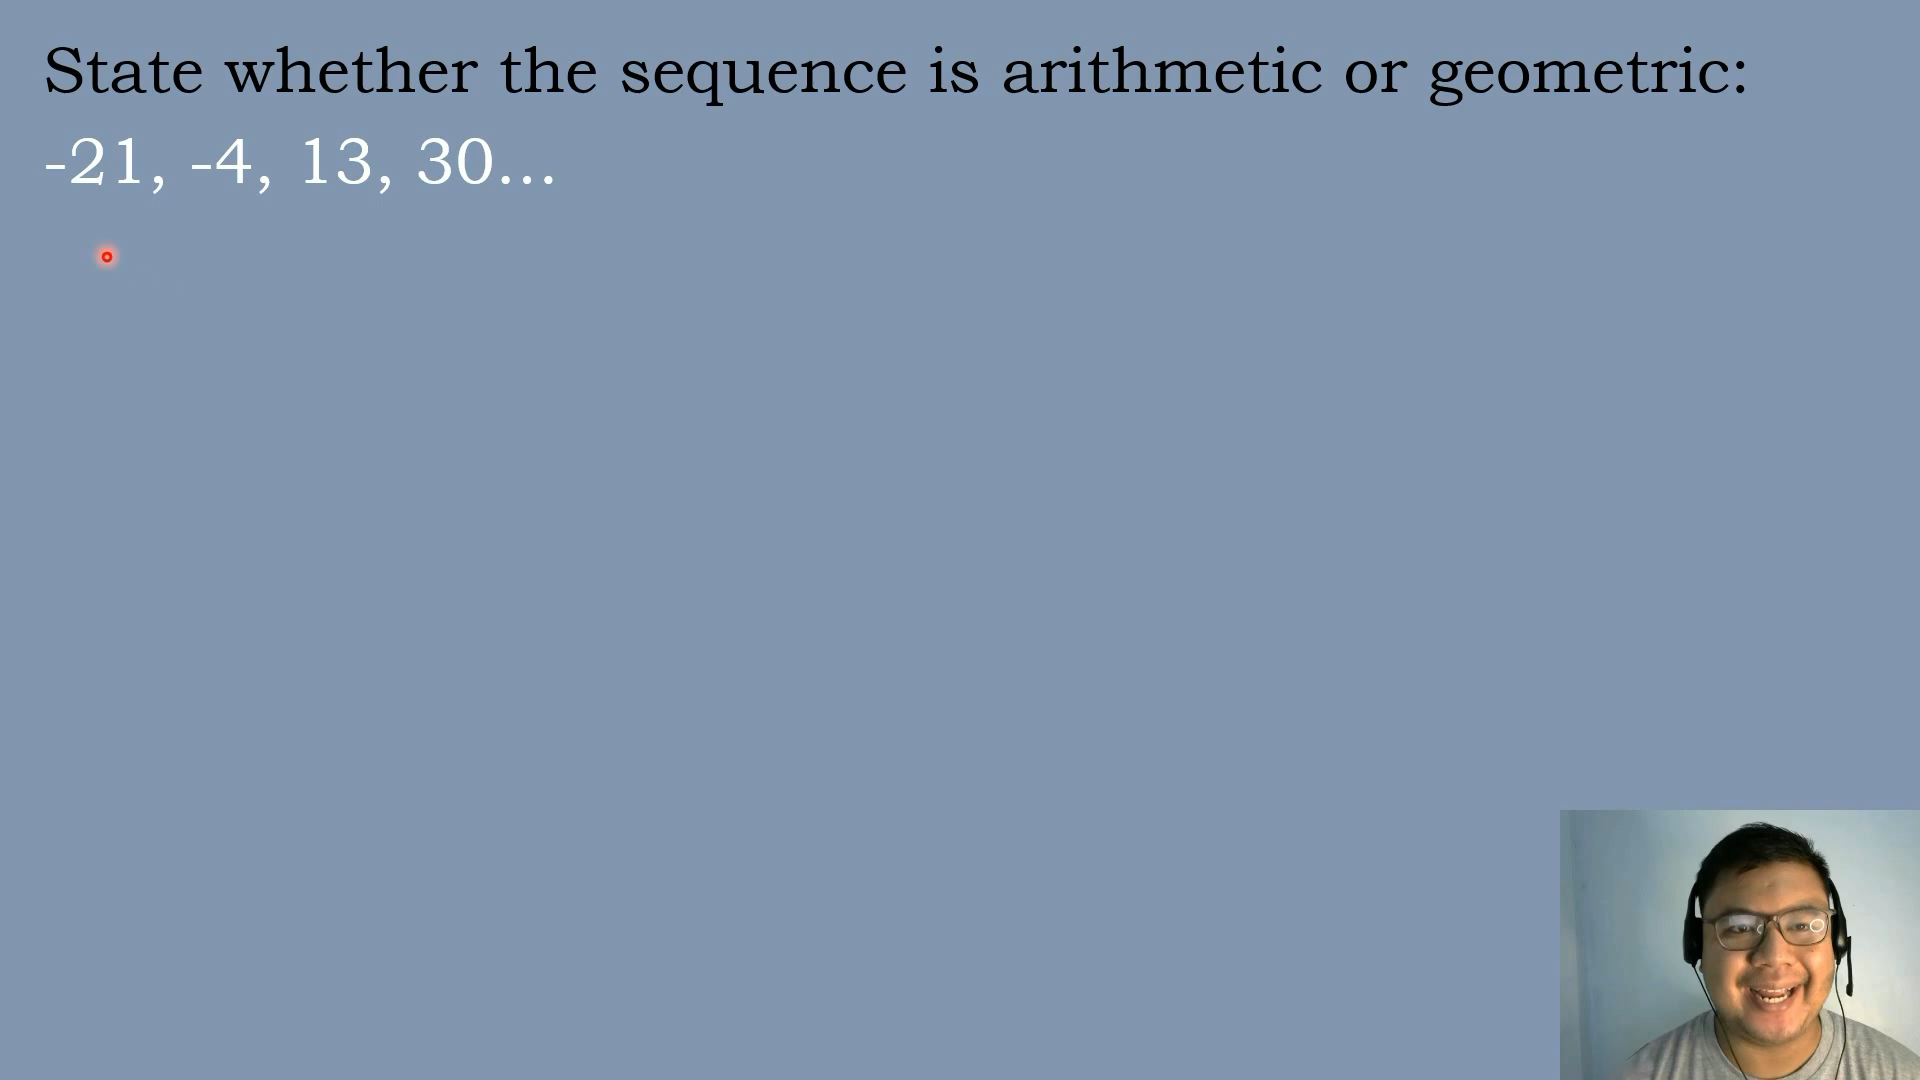 State whether the sequence is arithmetic or geometric:
-21, -4, 13, 30...